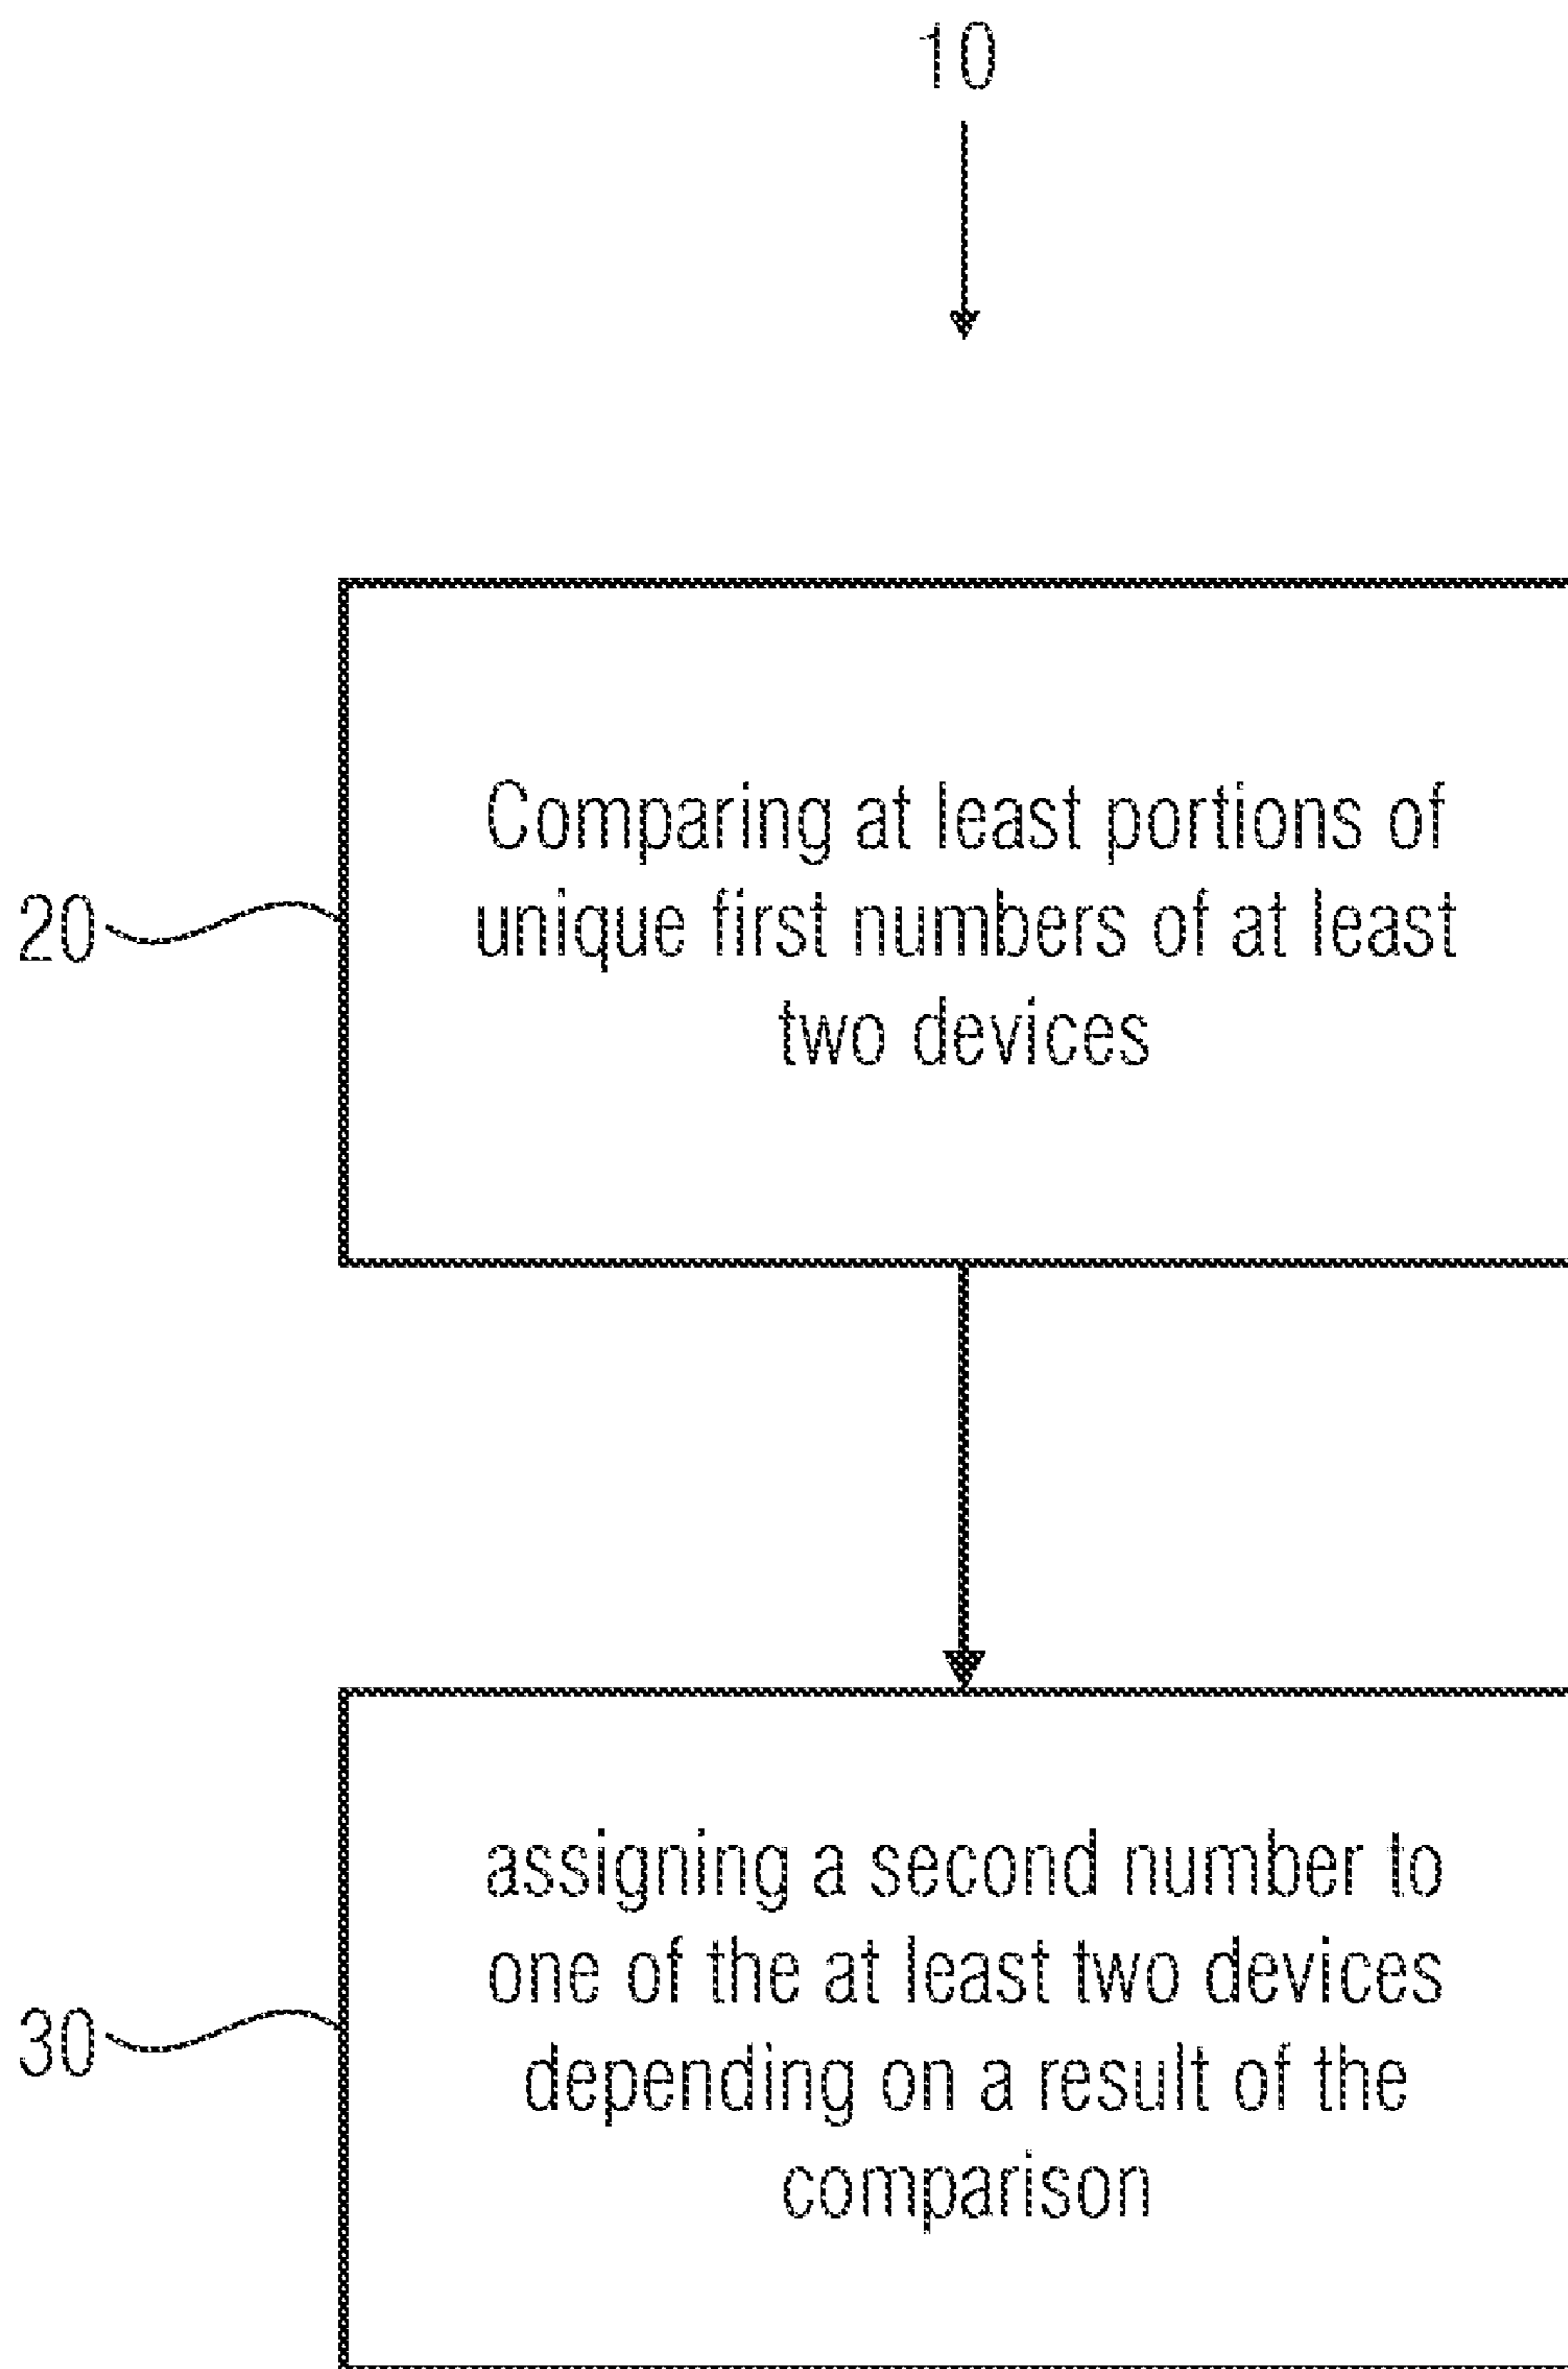 10
Comparing at least portions of
unique first numbers of at least
two devices
20
assigning a second number to
one of the at least two devices
depending on a result of the
comparison
30